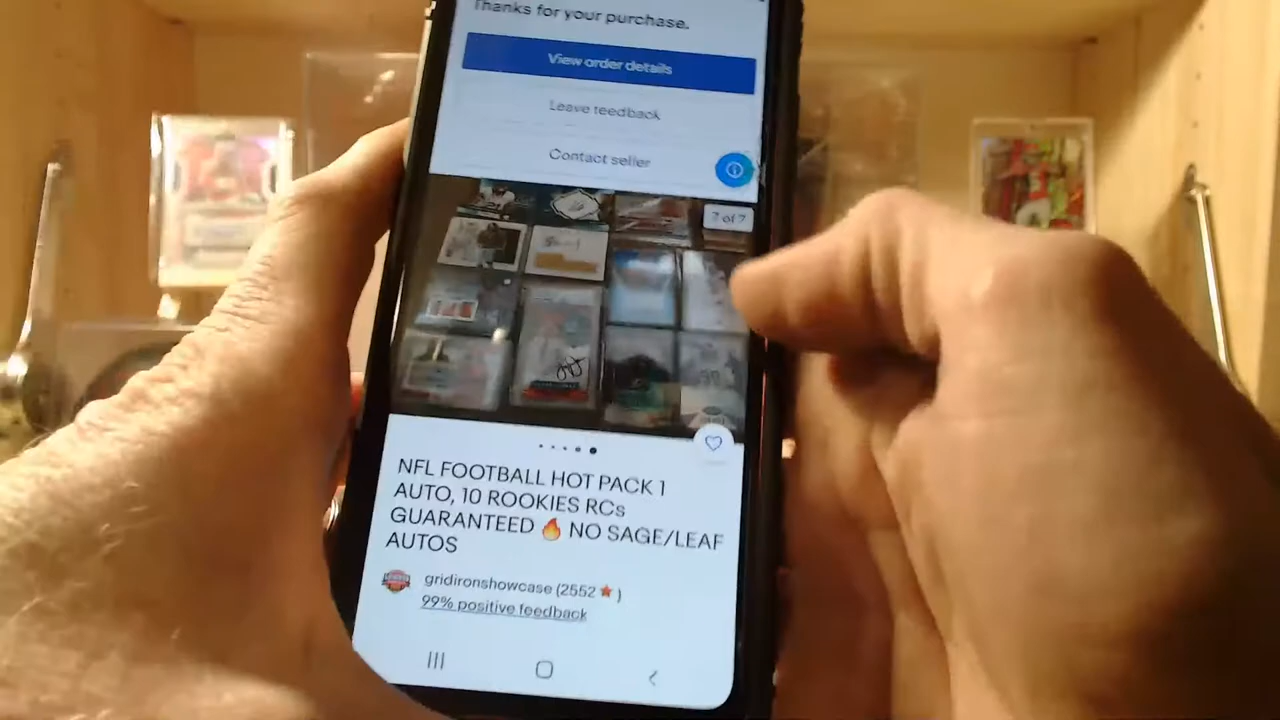 Thanks for your purchase.
View order details
Leave feedback
Contact seller
7 of 7
NFL FOOTBALL HOT PACK 1
AUTO, 10 ROOKIES RCs
GUARANTEED 🔥 NO SAGE/LEAF
AUTOS
gridironshowcase (2552 ★)
99% positive feedback